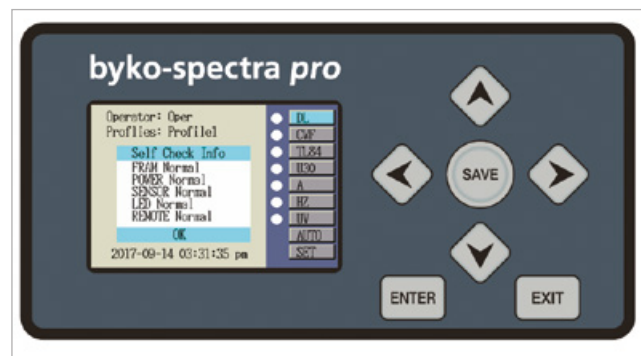 byko-spectra pro
Operator: Oper
Profiles: Profile1
Self Check Info
FRAM Normal
POWER Normal
SENSOR Normal
LED Normal
REMOTE Normal
OK
2017-09-14 03:31:35 pm
DL
CWF
TL84
U30
A
HZ
UV
AUTO
SET
SAVE
ENTER
EXIT